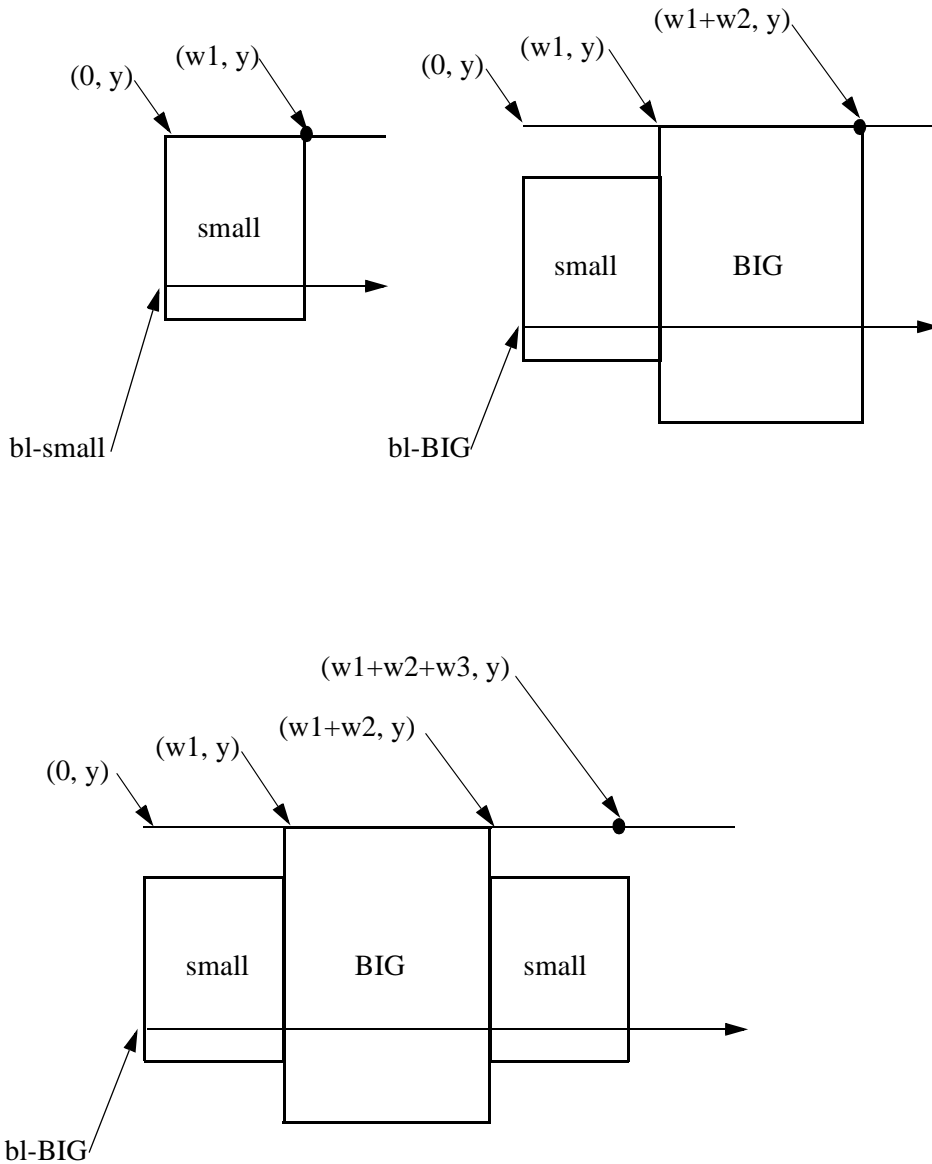 (0, y)
(w1, y)
small
bl-small
(0, y)
(w1, y)
(w1+w2, y)
small
BIG
bl-BIG
(0, y)
(w1, y)
(w1+w2, y)
(w1+w2+w3, y)
small
BIG
small
bl-BIG